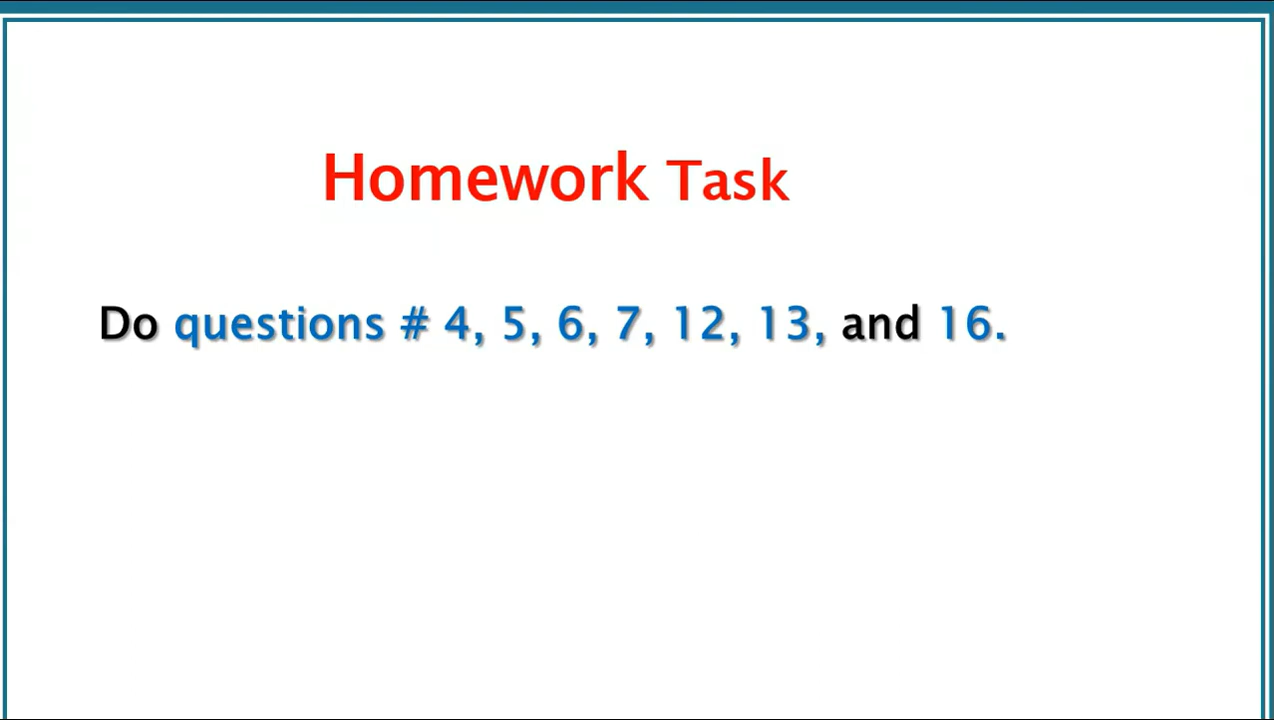 Homework Task
Do questions # 4, 5, 6, 7, 12, 13, and 16.